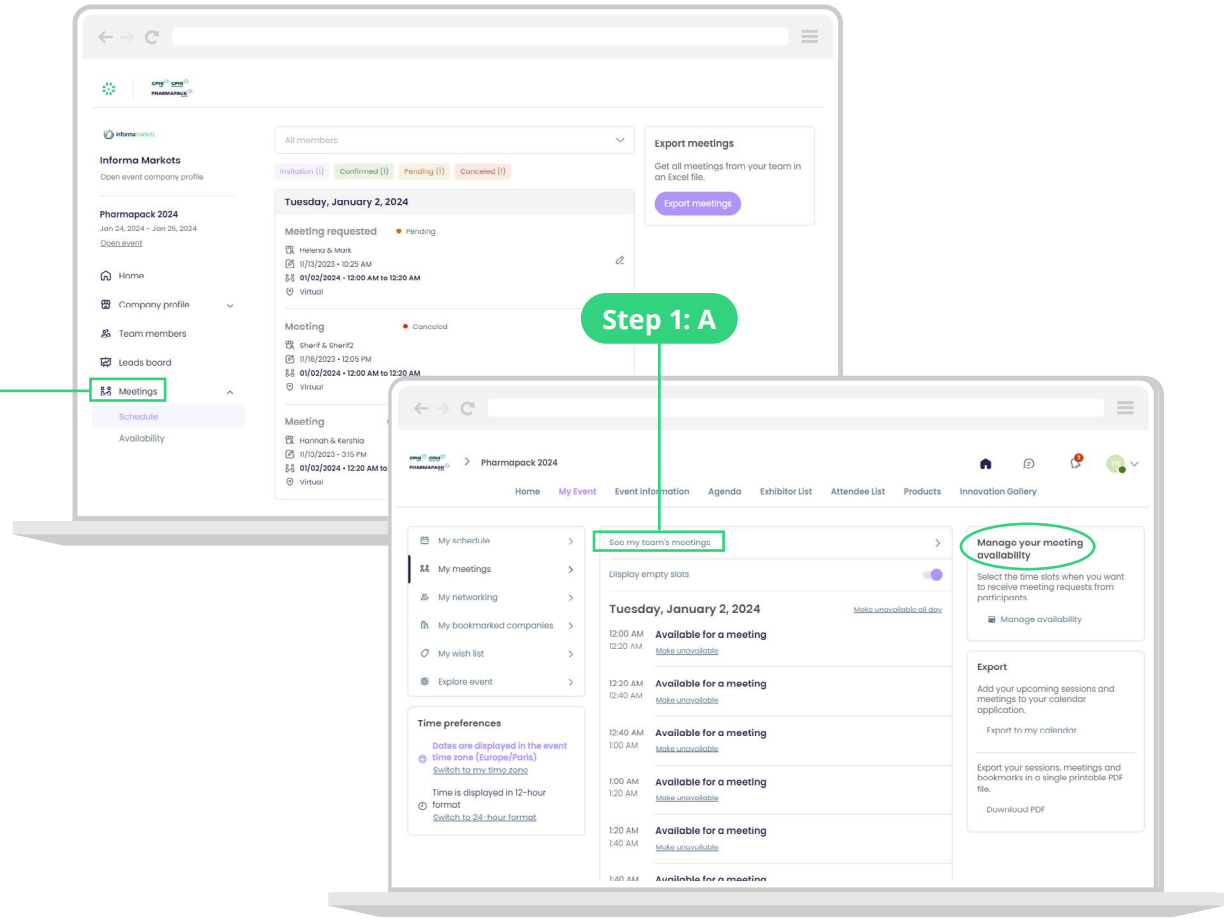 CPHI CPHI
PHARMAPACK
informa markets
Informa Markets
Open event company profile
Pharmapack 2024
Jan 24, 2024 - Jan 25, 2024
Open event
Home
Company profile
Team members
Leads board
Meetings
Schedule
Availability
All members
Invitation (1) Confirmed (1) Pending (1) Canceled (1)
Tuesday, January 2, 2024
Meeting requested Pending
Helena & Mark
11/13/2023 • 10:25 AM
01/02/2024 • 12:00 AM to 12:20 AM
Virtual
Meeting Canceled
Sherif & Sherif2
11/16/2023 • 12:05 PM
01/02/2024 • 12:00 AM to 12:20 AM
Virtual
Meeting
Hannah & Kershia
11/13/2023 • 3:15 PM
01/02/2024 • 12:20 AM to
Virtual
Export meetings
Get all meetings from your team in
an Excel file.
Export meetings
Step 1: A
CPHI CPHI
PHARMAPACK
Pharmapack 2024
Home My Event Event Information Agenda Exhibitor List Attendee List Products Innovation Gallery
My schedule
My meetings
My networking
My bookmarked companies
My wish list
Explore event
Time preferences
Dates are displayed in the event
time zone (Europe/Paris)
Switch to my time zone
Time is displayed in 12-hour
format
Switch to 24-hour format
See my team's meetings
Display empty slots
Tuesday, January 2, 2024 Make unavailable all day
12:00 AM Available for a meeting
12:20 AM Make unavailable
12:20 AM Available for a meeting
12:40 AM Make unavailable
12:40 AM Available for a meeting
1:00 AM Make unavailable
1:00 AM Available for a meeting
1:20 AM Make unavailable
1:20 AM Available for a meeting
1:40 AM Make unavailable
1:40 AM Available for a meeting
Manage your meeting
availability
Select the time slots when you want
to receive meeting requests from
participants.
Manage availability
Export
Add your upcoming sessions and
meetings to your calendar
application.
Export to my calendar
Export your sessions, meetings and
bookmarks in a single printable PDF
file.
Download PDF